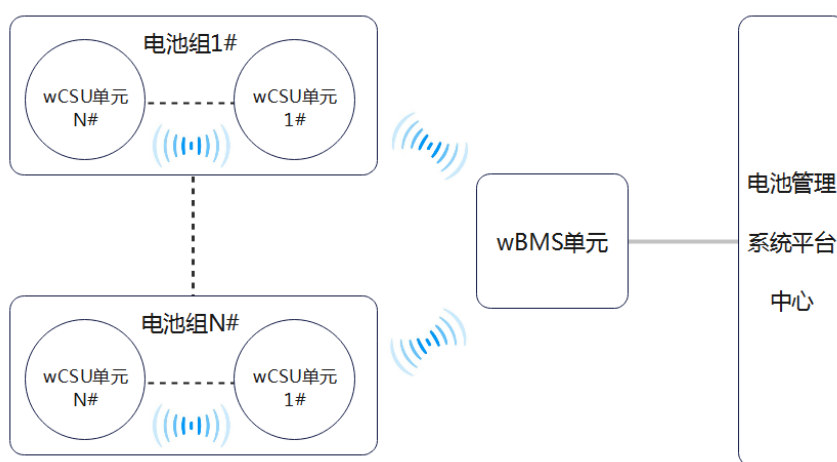 电池组1#
wCSU单元
N#
wCSU单元
1#
wBMS单元
电池组N#
wCSU单元
N#
wCSU单元
1#
电池管理
系统平台
中心